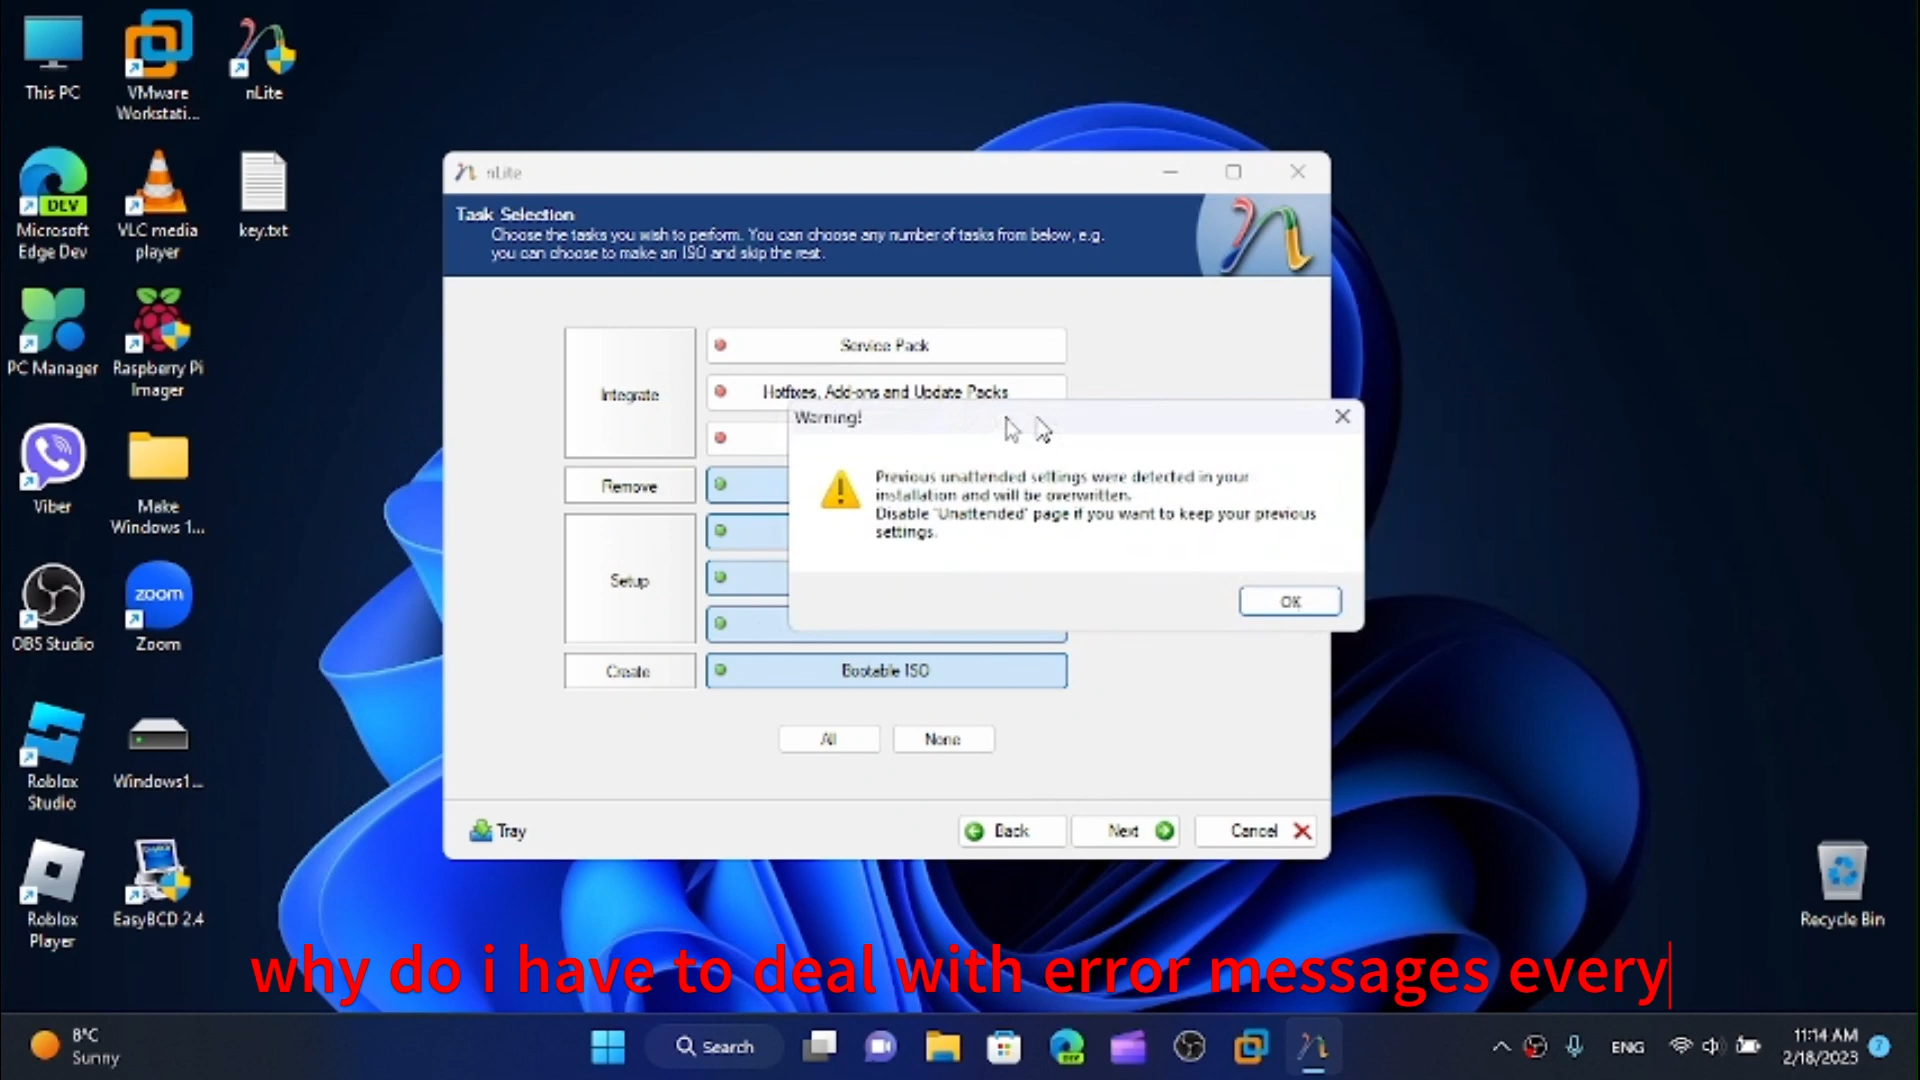 This PC
VMware
Workstati...
nLite
Microsoft
Edge Dev
DEV
VLC media
player
key.txt
PC Manager
Raspberry Pi
Imager
Viber
Make
Windows 1...
OBS Studio
zoom
Zoom
Roblox
Studio
Windows1...
Roblox
Player
EasyBCD 2.4
Recycle Bin
nLite
Task Selection
Choose the tasks you wish to perform. You can choose any number of tasks from below, e.g.
you can choose to make an ISO and skip the rest.
Integrate
Service Pack
Hotfixes, Add-ons and Update Packs
Remove
Setup
Create
Bootable ISO
All
None
Tray
Back
Next
Cancel
Warning!
Previous unattended settings were detected in your
installation and will be overwritten.
Disable "Unattended" page if you want to keep your previous
settings.
OK
why do i have to deal with error messages every
8°C
Sunny
Search
DEV
ENG
11:14 AM
2/18/2023